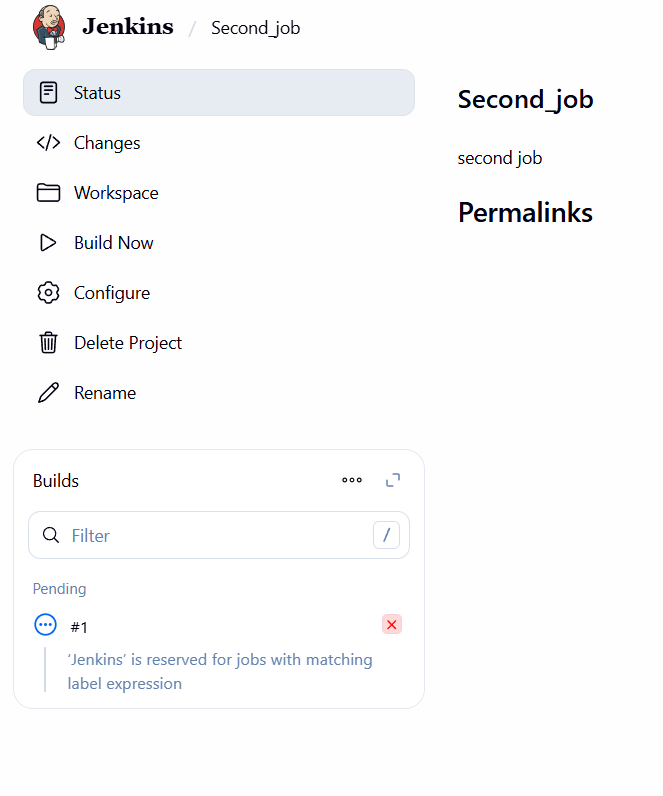 Jenkins / Second_job
Status
Changes
Workspace
Build Now
Configure
Delete Project
Rename
Second_job
second job
Permalinks
Builds
Filter /
Pending
#1
‘Jenkins’ is reserved for jobs with matching
label expression